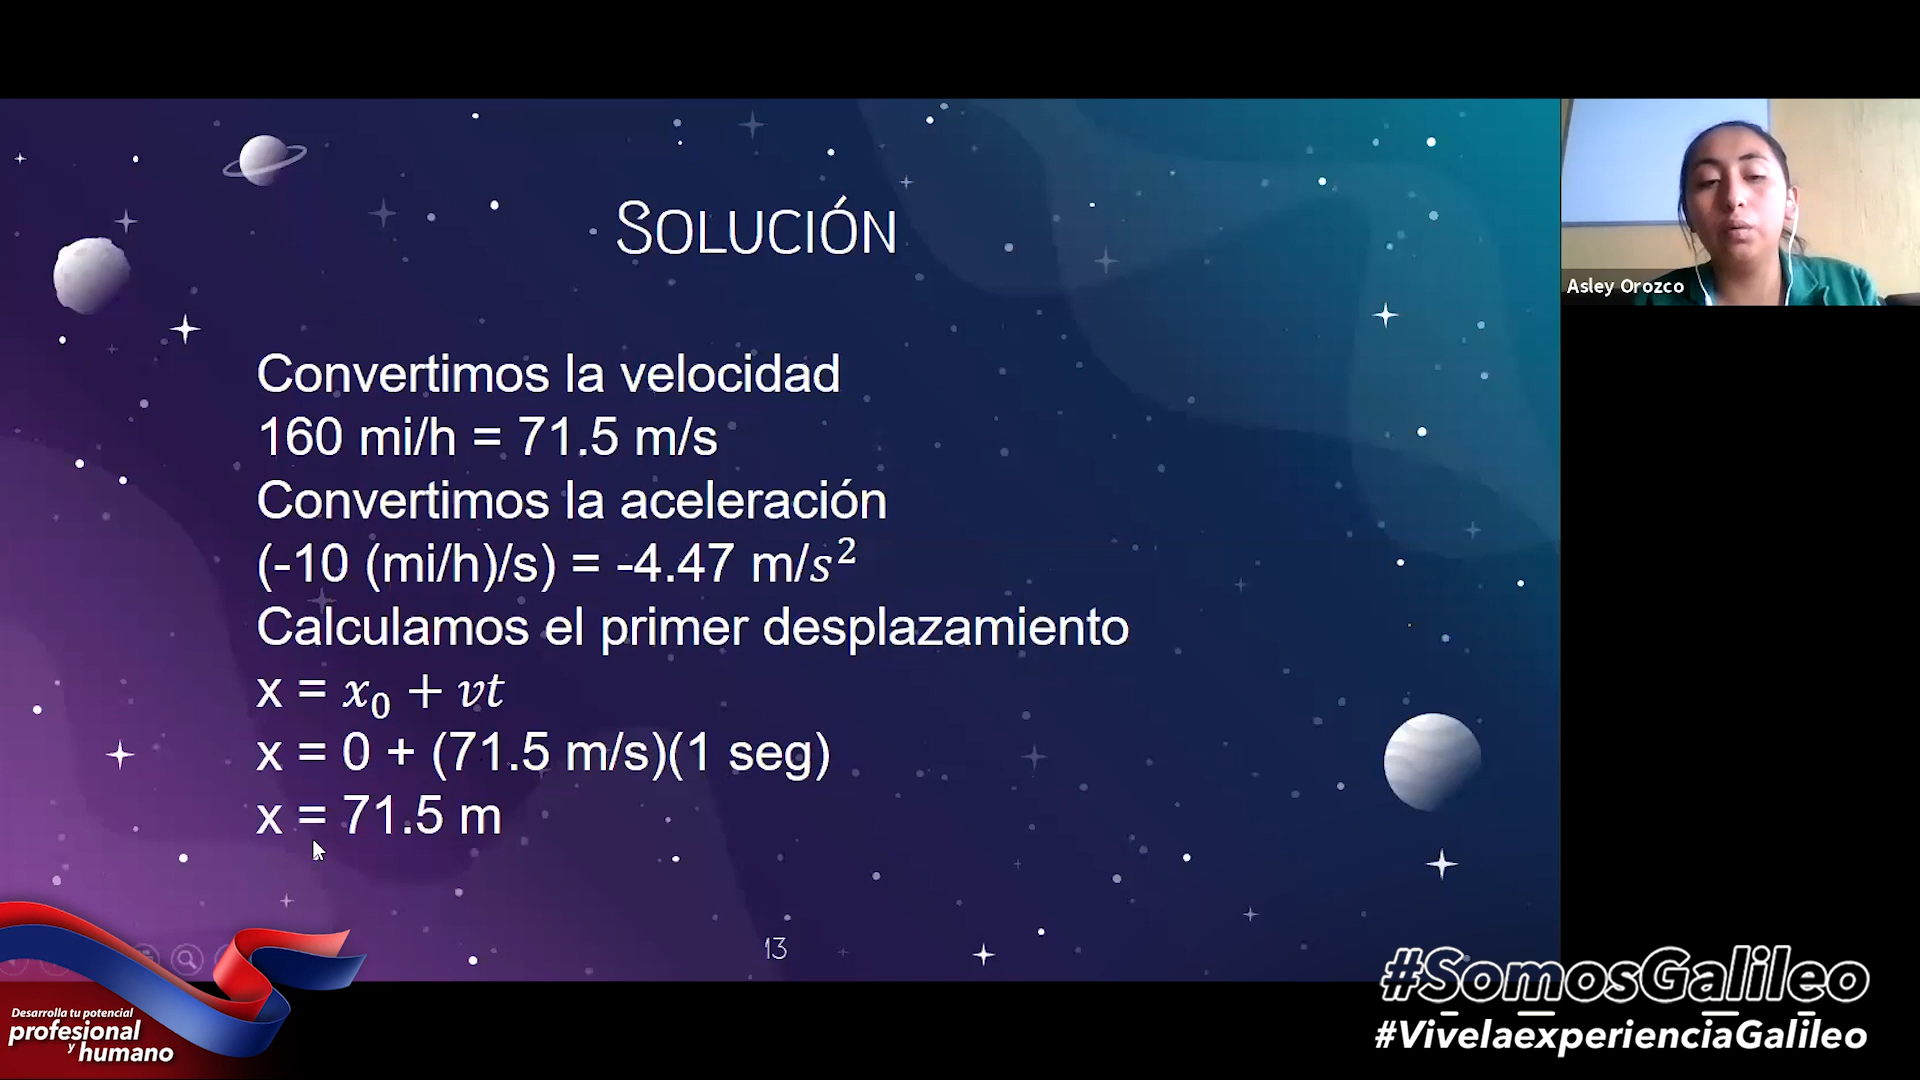 Solución
Convertimos la velocidad
160 mi/h = 71.5 m/s
Convertimos la aceleración
(-10 (mi/h)/s) = -4.47 m/s²
Calculamos el primer desplazamiento
x = x₀ + vt
x = 0 + (71.5 m/s)(1 seg)
x = 71.5 m
13
Asley Orozco
Desarrolla tu potencial
profesional
y humano
#SomosGalileo
#VivelaexperienciaGalileo